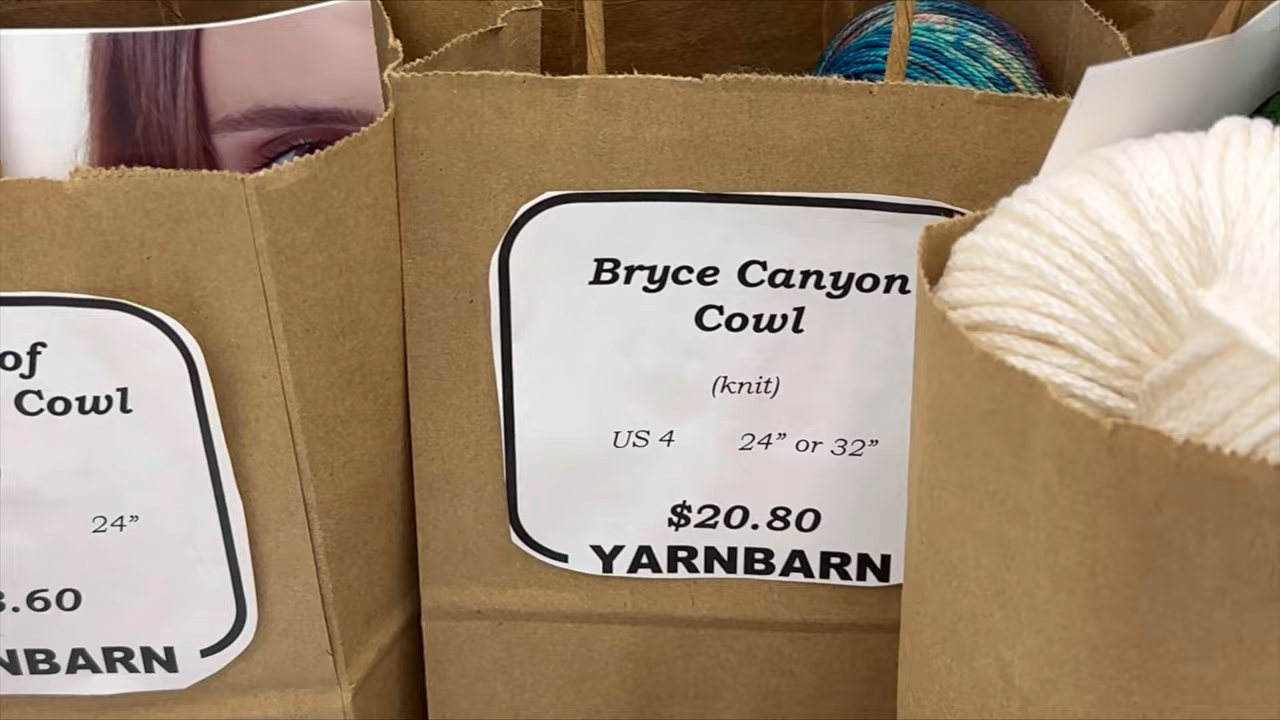 of
Cowl
24”
.60
NBARN
Bryce Canyon
Cowl
(knit)
US 4 24” or 32”
$20.80
YARNBARN